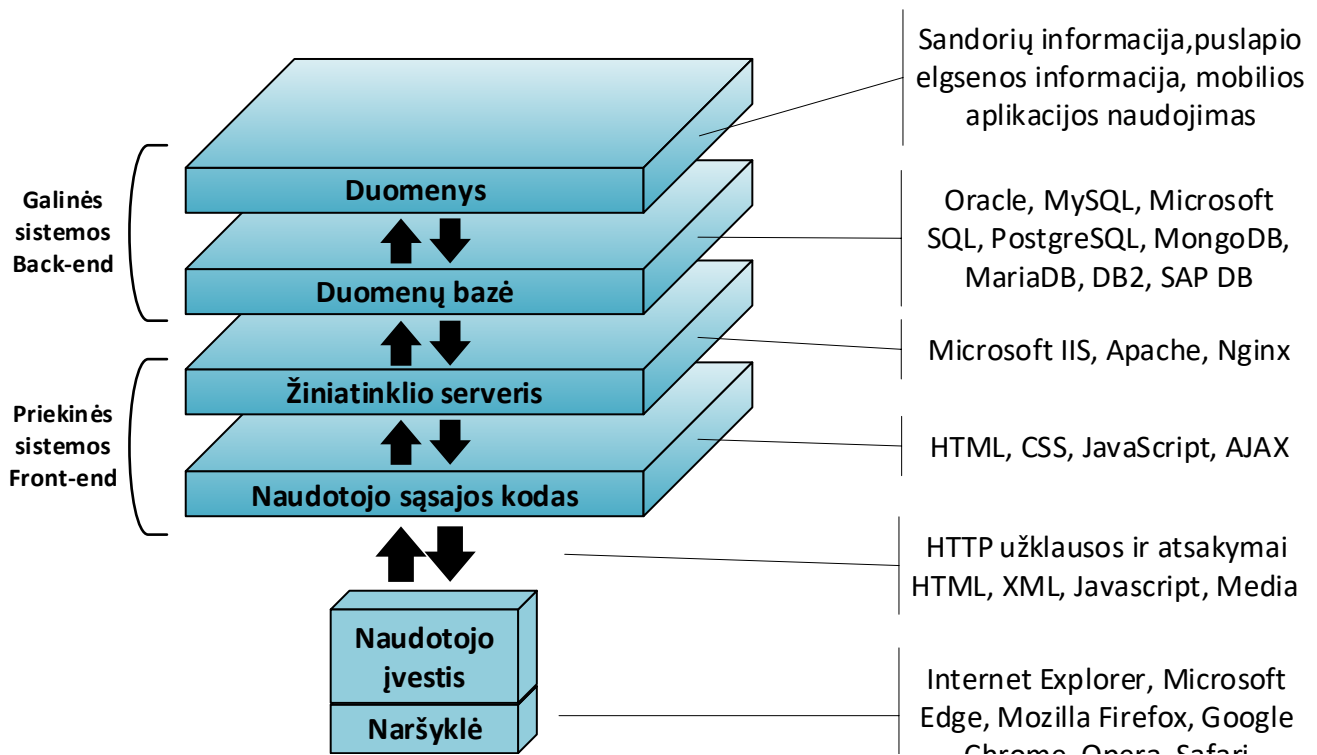 Sandorių informacija,puslapio
elgsenos informacija, mobilios
aplikacijos naudojimas
Galinės
sistemos
Back-end
Duomenys
Oracle, MySQL, Microsoft
SQL, PostgreSQL, MongoDB,
MariaDB, DB2, SAP DB
Duomenų bazė
Microsoft IIS, Apache, Nginx
Žiniatinklio serveris
Priekinės
sistemos
Front-end
HTML, CSS, JavaScript, AJAX
Naudotojo sąsajos kodas
HTTP užklausos ir atsakymai
HTML, XML, Javascript, Media
Naudotojo
įvestis
Naršyklė
Internet Explorer, Microsoft
Edge, Mozilla Firefox, Google
Chrome, Opera, Safari